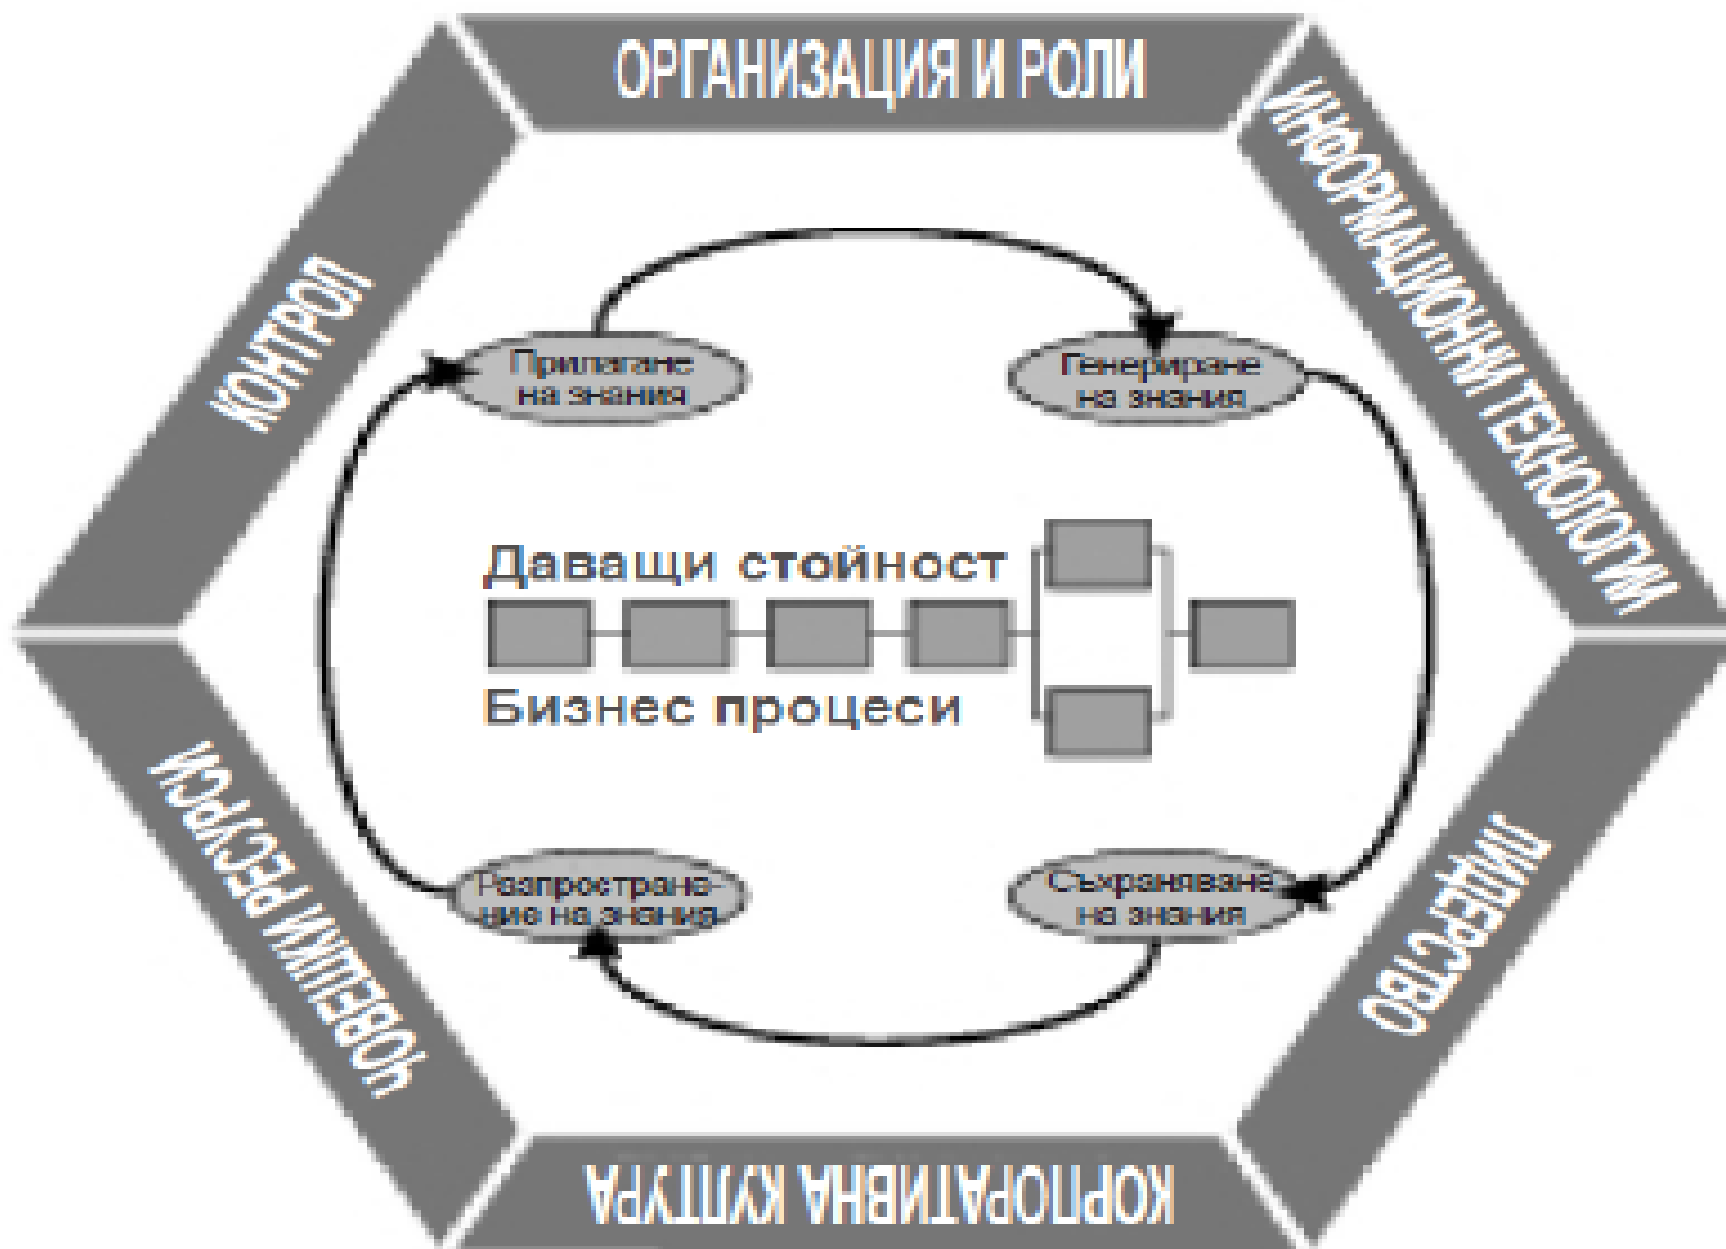 ОРГАНИЗАЦИЯ И РОЛИ
ИНФОРМАЦИОННИ ТЕХНОЛОГИИ
КОНТРОЛ
Прилагане
на знания
Генериране
на знания
Даващи стойност
Бизнес процеси
Разпростране-
ние на знания
Съхраняване
на знания
ЧОВЕШКИ РЕСУРСИ
ЛИДЕРСТВО
КОРПОРАТИВНА КУЛТУРА